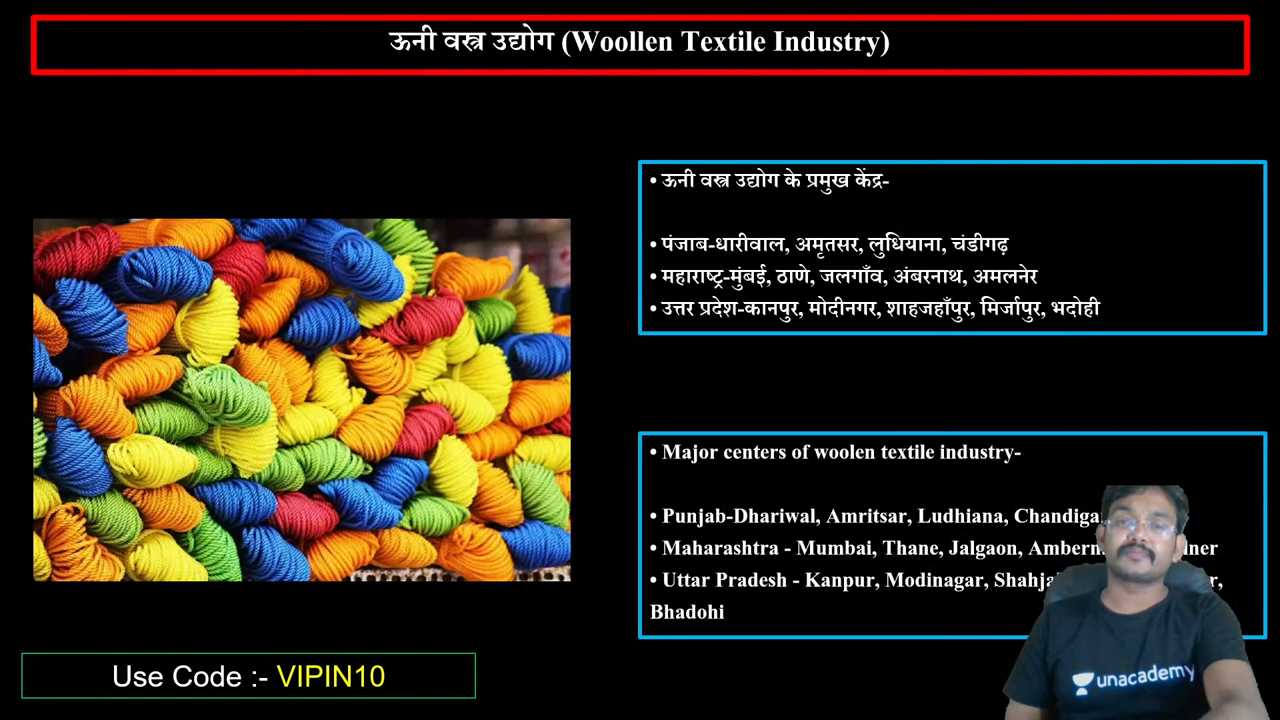 ऊनी वस्त्र उद्योग (Woollen Textile Industry)
• ऊनी वस्त्र उद्योग के प्रमुख केंद्र-
• पंजाब-धारीवाल, अमृतसर, लुधियाना, चंडीगढ़
• महाराष्ट्र-मुंबई, ठाणे, जलगाँव, अंबरनाथ, अमलनेर
• उत्तर प्रदेश-कानपुर, मोदीनगर, शाहजहाँपुर, मिर्जापुर, भदोही
• Major centers of woolen textile industry-
• Punjab-Dhariwal, Amritsar, Ludhiana,
• Maharashtra - Mumbai, Thane, Jalgaon,
• Uttar Pradesh - Kanpur, Modinagar,
Bhadohi
Use Code :- VIPIN10
unacademy